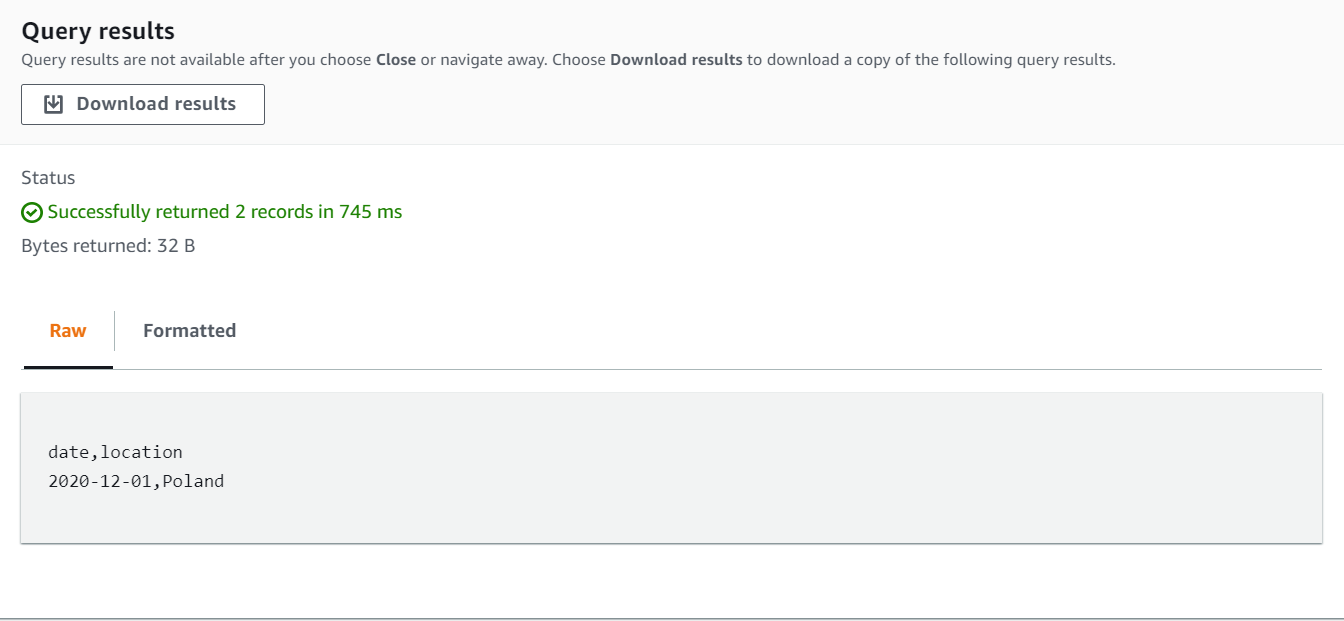 Query results
Query results are not available after you choose Close or navigate away. Choose Download results to download a copy of the following query results.
Download results
Status
Successfully returned 2 records in 745 ms
Bytes returned: 32 B
Raw
Formatted
date,location
2020-12-01,Poland